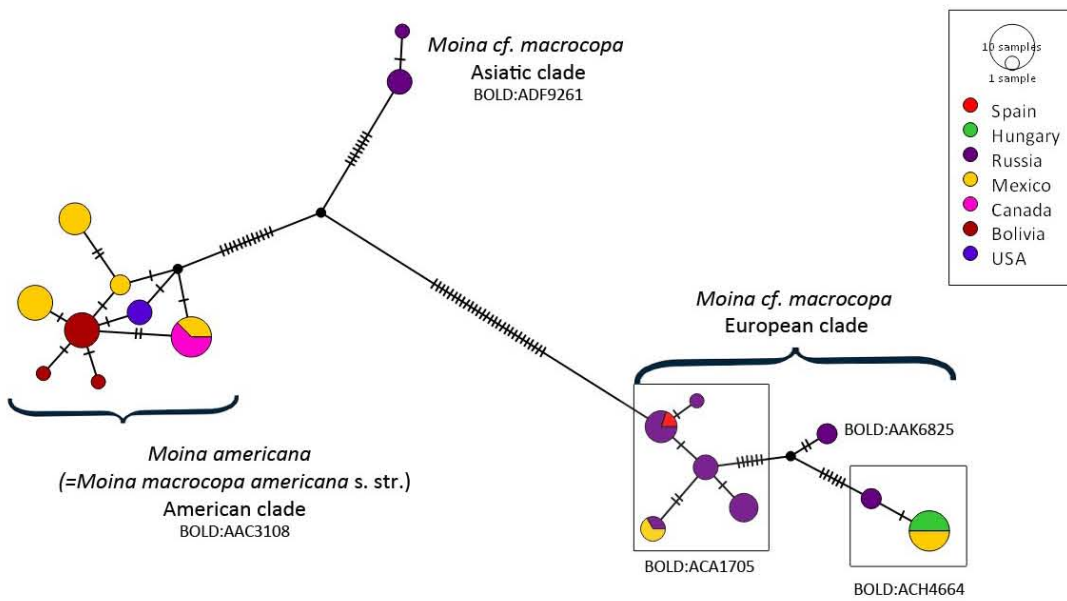 Moina cf. macrocopa
Asiatic clade
BOLD:ADF9261
10 samples
1 sample
Spain
Hungary
Russia
Mexico
Canada
Bolivia
USA
Moina cf. macrocopa
European clade
BOLD:AAK6825
Moina americana
(=Moina macrocopa americana s. str.)
American clade
BOLD:AAC3108
BOLD:ACA1705
BOLD:ACH4664